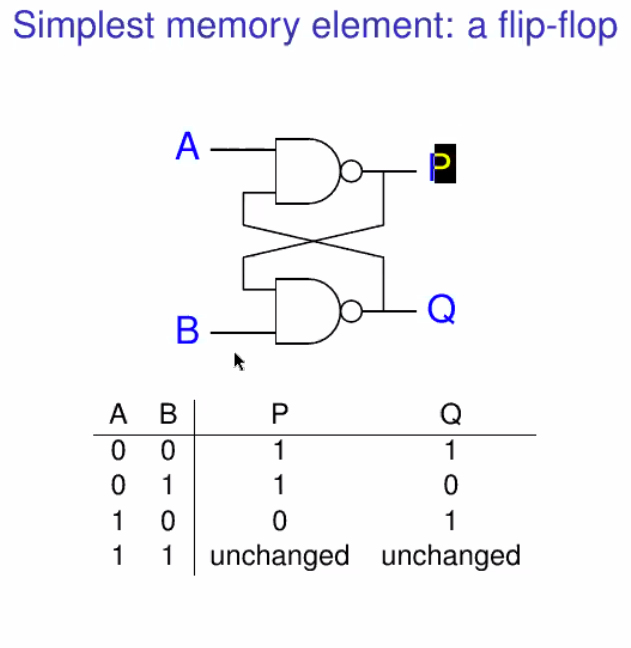 Simplest memory element: a flip-flop
A P
B Q
A B P Q
0 0 1 1
0 1 1 0
1 0 0 1
1 1 unchanged unchanged